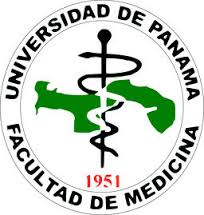 UNIVERSIDAD DE PANAMA
1951
FACULTAD DE MEDICINA